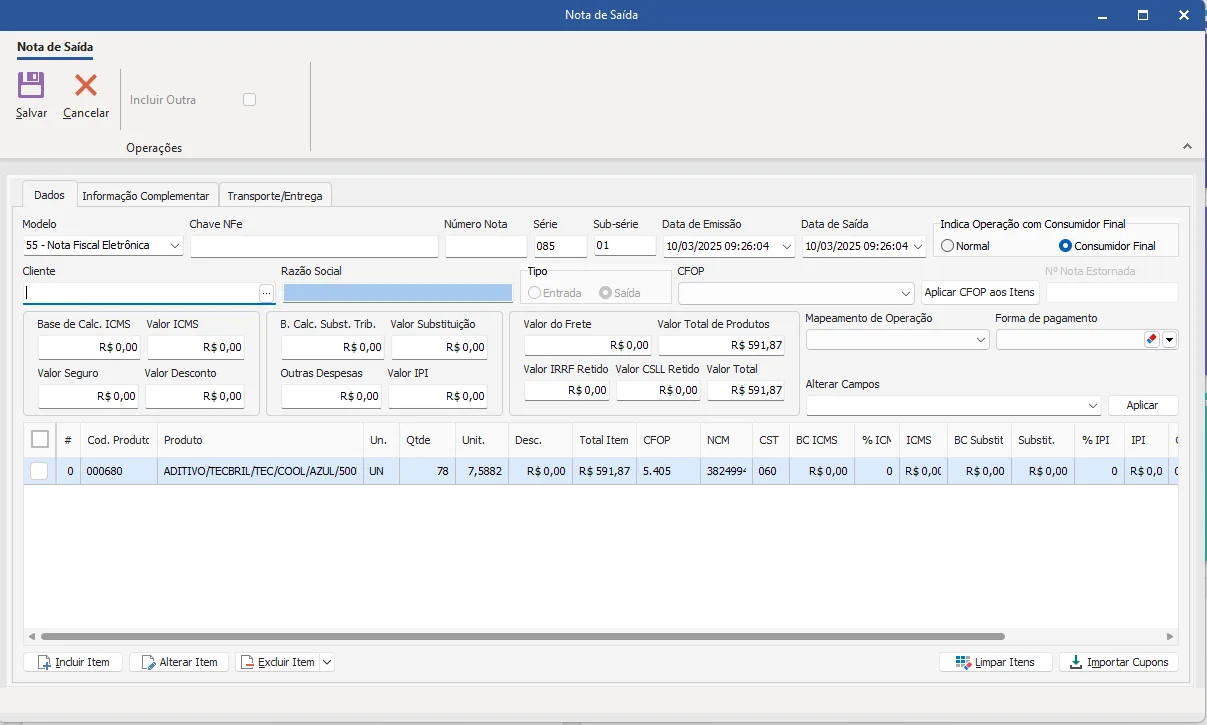 Nota de Saída
Nota de Saída
Salvar
Cancelar
Incluir Outra
Operações
Dados
Informação Complementar
Transporte/Entrega
Modelo
Chave NFe
Número Nota
Série
Sub-série
Data de Emissão
Data de Saída
Indica Operação com Consumidor Final
55 - Nota Fiscal Eletrônica
085
01
10/03/2025 09:26:04
10/03/2025 09:26:04
Normal
Consumidor Final
Cliente
Razão Social
Tipo
CFOP
Nº Nota Estornada
...
Entrada
Saída
Aplicar CFOP aos Itens
Base de Calc. ICMS
Valor ICMS
B. Calc. Subst. Trib.
Valor Substituição
Valor do Frete
Valor Total de Produtos
Mapeamento de Operação
Forma de pagamento
R$ 0,00
R$ 0,00
R$ 0,00
R$ 0,00
R$ 0,00
R$ 591,87
Valor Seguro
Valor Desconto
Outras Despesas
Valor IPI
Valor IRRF Retido
Valor CSLL Retido
Valor Total
Alterar Campos
R$ 0,00
R$ 0,00
R$ 0,00
R$ 0,00
R$ 0,00
R$ 0,00
R$ 591,87
Aplicar
# Cod. Produto Produto Un. Qtde Unit. Desc. Total Item CFOP NCM CST BC ICMS % ICM ICMS BC Substit Substit. % IPI IPI
0 000680 ADITIVO/TECBRIL/TEC/COOL/AZUL/500 UN 78 7,5882 R$ 0,00 R$ 591,87 5.405 3824994 060 R$ 0,00 0 R$ 0,00 R$ 0,00 R$ 0,00 0 R$ 0,0
Incluir Item
Alterar Item
Excluir Item
Limpar Itens
Importar Cupons